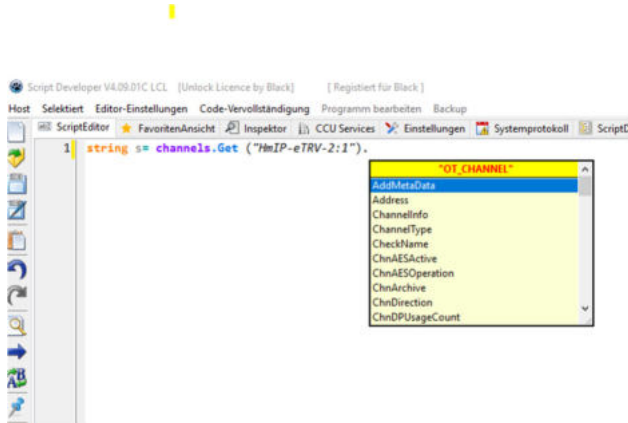 Script Developer V4.09.01C LCL [Unlock Licence by Black] [ Registiert für Black ]
Host Selektiert Editor-Einstellungen Code-Vervollständigung Programm bearbeiten Backup
ScriptEditor FavoritenAnsicht Inspektor CCU Services Einstellungen Systemprotokoll ScriptD
1 string s= channels.Get ("HmIP-eTRV-2:1").
"OT_CHANNEL"
AddMetaData
Address
ChannelInfo
ChannelType
CheckName
ChnAESActive
ChnAESOperation
ChnArchive
ChnDirection
ChnDPUsageCount